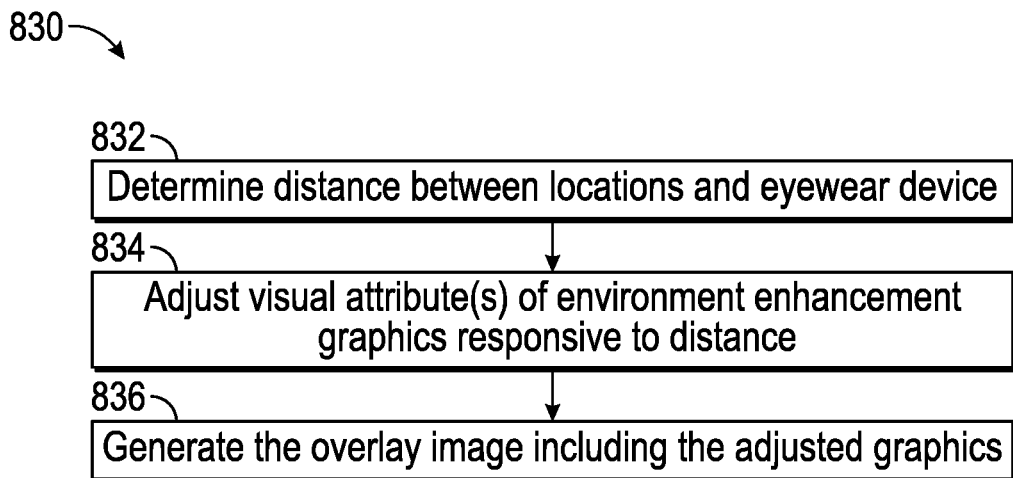 830
832
Determine distance between locations and eyewear device
834
Adjust visual attribute(s) of environment enhancement
graphics responsive to distance
836
Generate the overlay image including the adjusted graphics